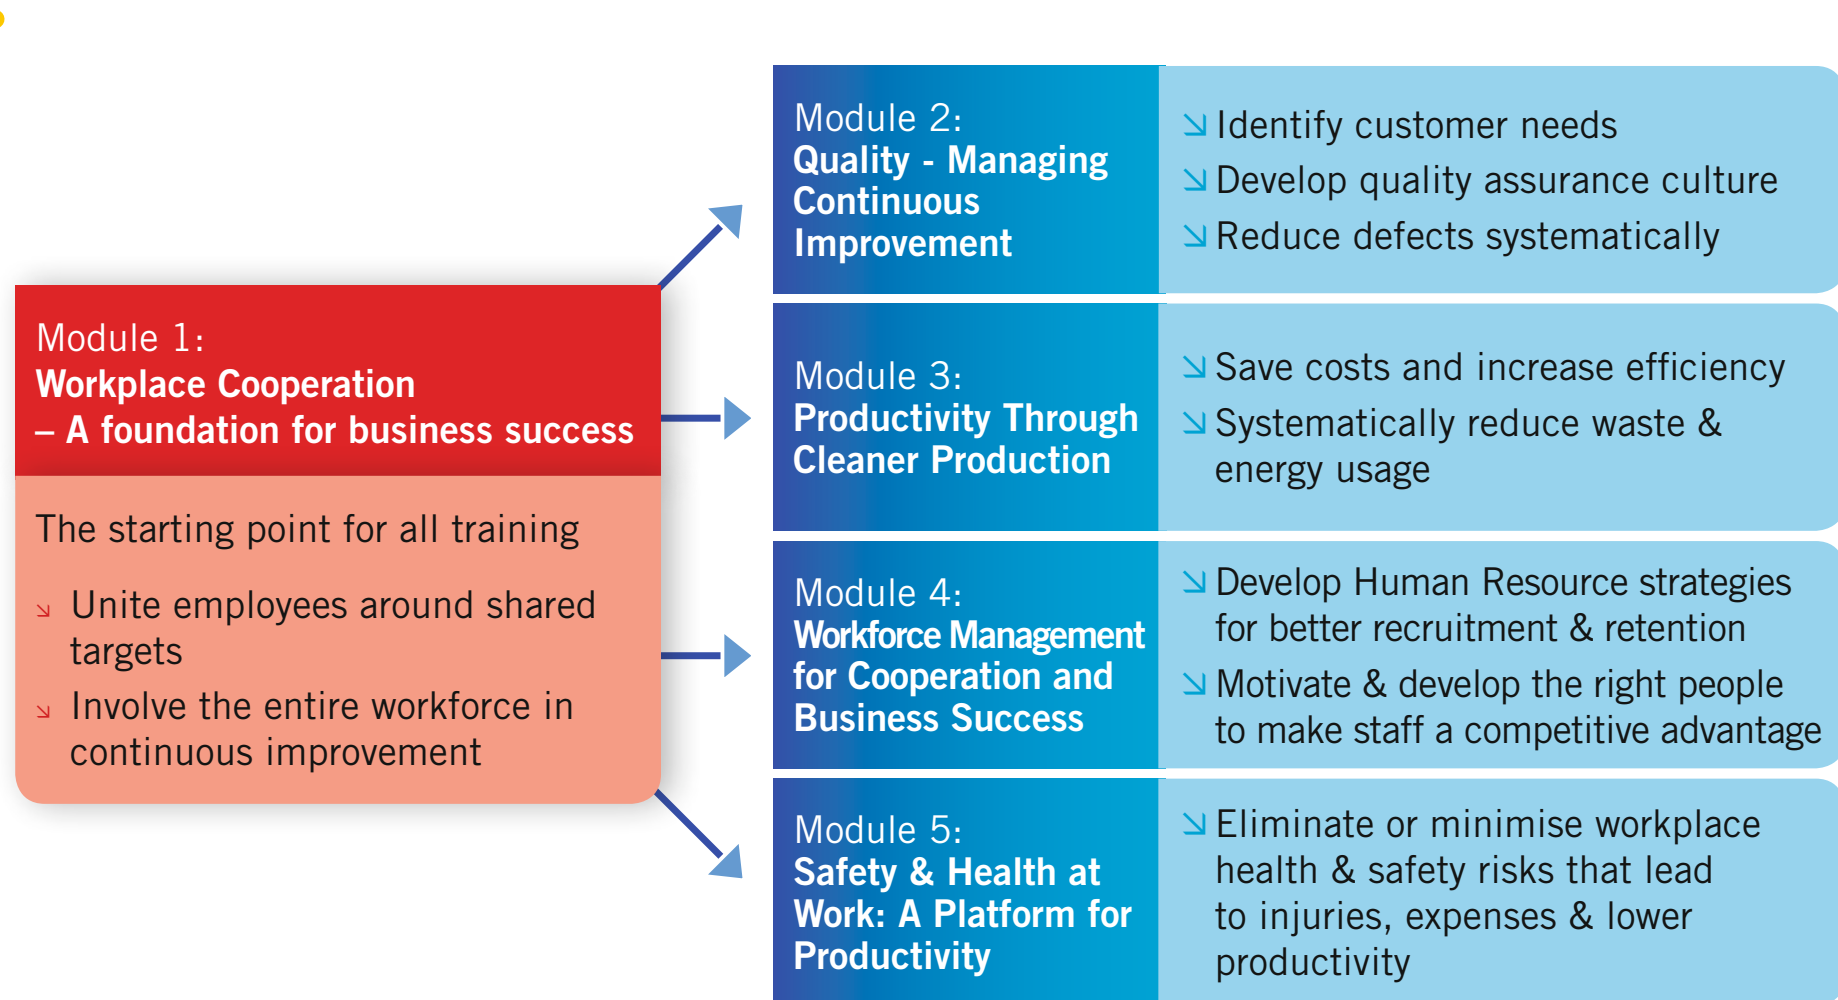 Module 1:
Workplace Cooperation
– A foundation for business success
The starting point for all training
Unite employees around shared
targets
Involve the entire workforce in
continuous improvement
Module 2:
Quality - Managing
Continuous
Improvement
Identify customer needs
Develop quality assurance culture
Reduce defects systematically
Module 3:
Productivity Through
Cleaner Production
Save costs and increase efficiency
Systematically reduce waste &
energy usage
Module 4:
Workforce Management
for Cooperation and
Business Success
Develop Human Resource strategies
for better recruitment & retention
Motivate & develop the right people
to make staff a competitive advantage
Module 5:
Safety & Health at
Work: A Platform for
Productivity
Eliminate or minimise workplace
health & safety risks that lead
to injuries, expenses & lower
productivity